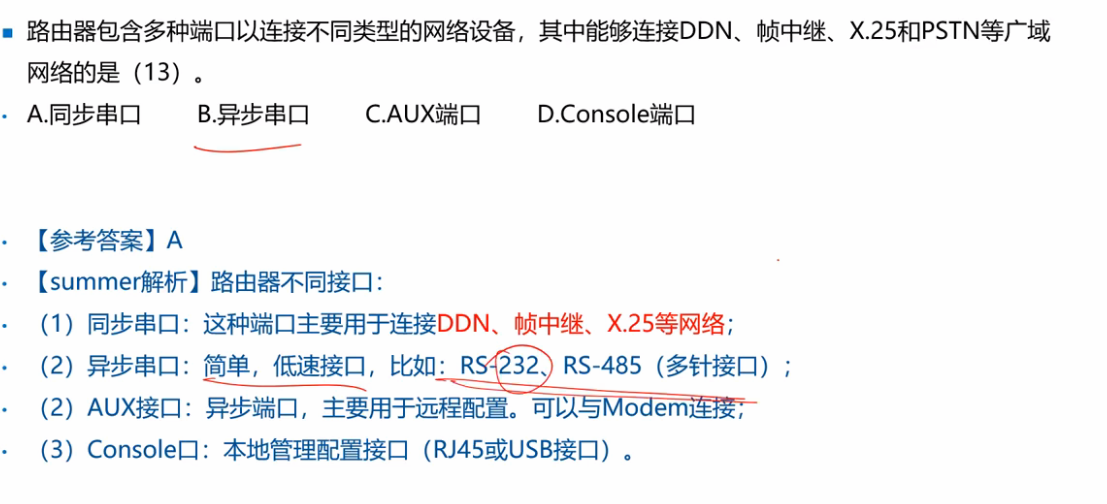 路由器包含多种端口以连接不同类型的网络设备，其中能够连接DDN、帧中继、X.25和PSTN等广域
网络的是（13）。
A.同步串口 B.异步串口 C.AUX端口 D.Console端口
【参考答案】A
【summer解析】路由器不同接口：
（1）同步串口：这种端口主要用于连接DDN、帧中继、X.25等网络；
（2）异步串口：简单，低速接口，比如：RS-232、RS-485（多针接口）；
（2）AUX接口：异步端口，主要用于远程配置。可以与Modem连接；
（3）Console口：本地管理配置接口（RJ45或USB接口）。